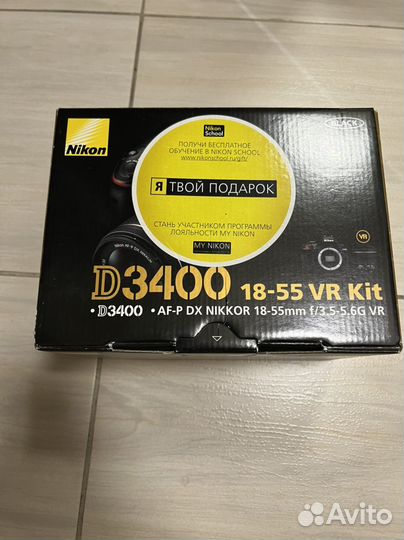 BLACK
Nikon
Nikon
School
ПОЛУЧИ БЕСПЛАТНОЕ
ОБУЧЕНИЕ В NIKON SCHOOL
www.nikonschool.ru/gift/
Я ТВОЙ ПОДАРОК
СТАНЬ УЧАСТНИКОМ ПРОГРАММЫ
ЛОЯЛЬНОСТИ MY NIKON
MY NIKON
Nikon
VR
D3400 18-55 VR Kit
• D3400 • AF-P DX NIKKOR 18-55mm f/3.5-5.6G VR
Avito